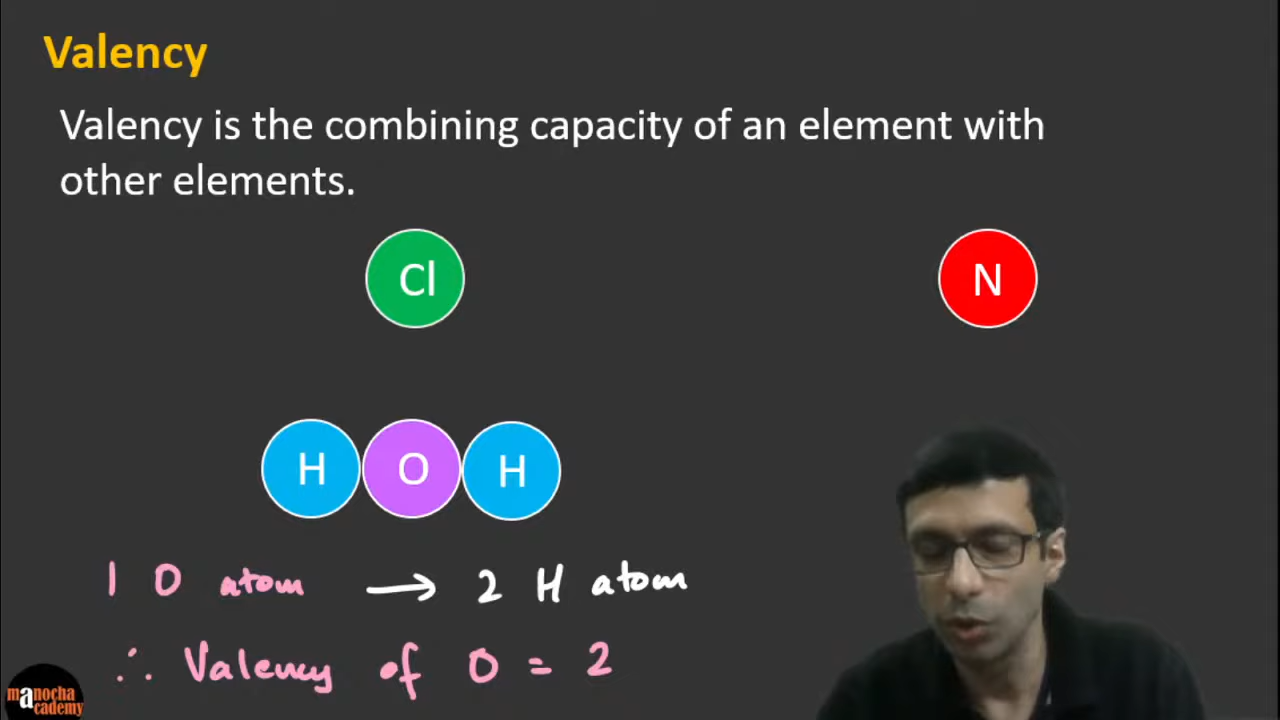 Valency
Valency is the combining capacity of an element with
other elements.
Cl
N
H O H
1 O atom → 2 H atom
∴ Valency of O = 2
manocha
academy